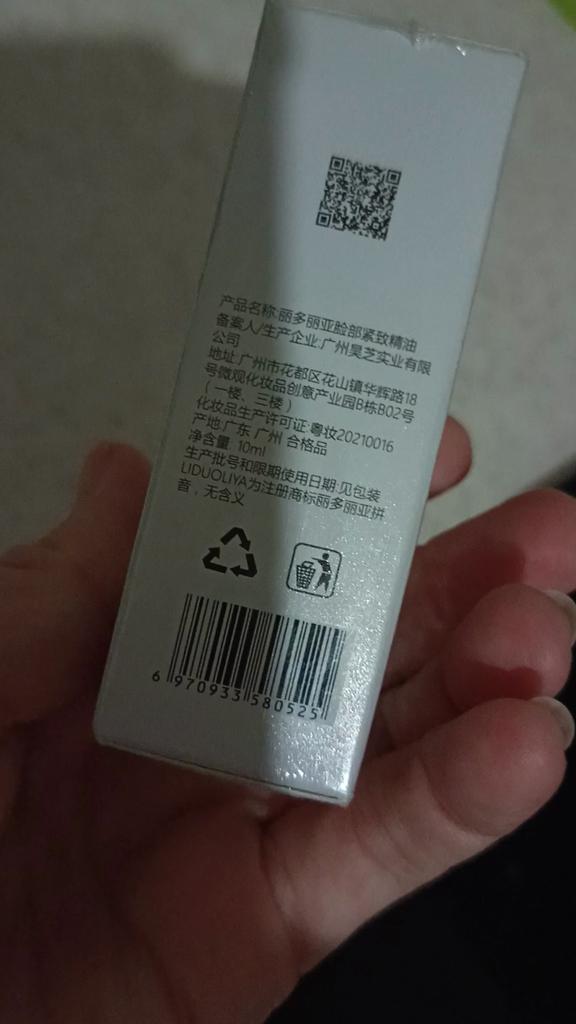 产品名称:丽多丽亚脸部紧致精油
备案人/生产企业:广州昊芝实业有限
公司
地址:广州市花都区花山镇华辉路18
号微观化妆品创意产业园B栋B02号
（一楼、三楼）
化妆品生产许可证:粤妆20210016
产地:广东 广州 合格品
净含量:10ml
生产批号和限期使用日期:见包装
LIDUOLIYA为注册商标丽多丽亚拼
音，无含义
6 970933 580525